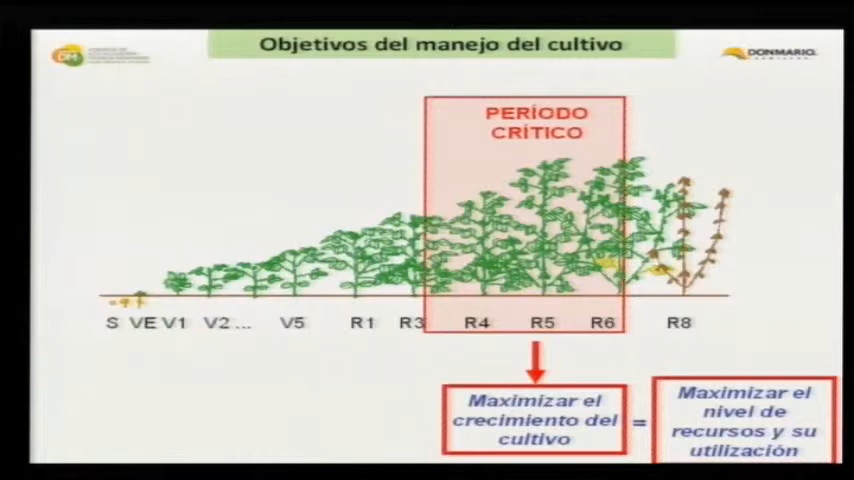 Objetivos del manejo del cultivo
DM
DONMARIO.
PERÍODO
CRÍTICO
S VE V1 V2 ... V5 R1 R3 R4 R5 R6 R8
Maximizar el
crecimiento del
cultivo
=
Maximizar el
nivel de
recursos y su
utilización